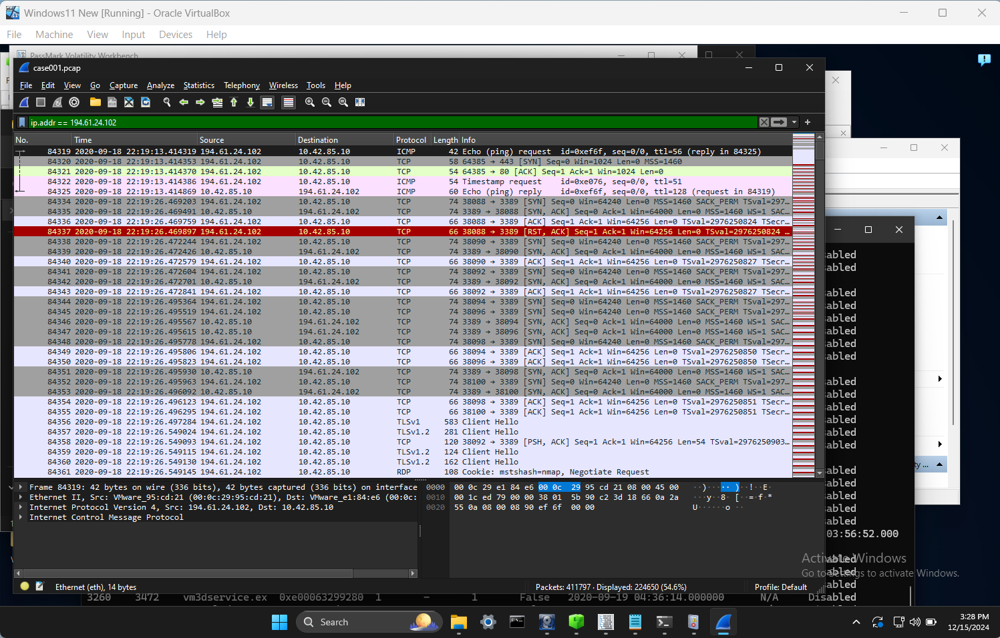 Windows11 New [Running] - Oracle VirtualBox
File Machine View Input Devices Help
PassMark Volatility Workbench
case001.pcap
File Edit View Go Capture Analyze Statistics Telephony Wireless Tools Help
ip.addr == 194.61.24.102
No. Time Source Destination Protocol Length Info
84319 2020-09-18 22:19:13.414319 194.61.24.102 10.42.85.10 ICMP 42 Echo (ping) request id=0xef6f, seq=0/0, ttl=56 (reply in 84325)
84320 2020-09-18 22:19:13.414353 194.61.24.102 10.42.85.10 TCP 58 64385 → 443 [SYN] Seq=0 Win=1024 Len=0 MSS=1460
84321 2020-09-18 22:19:13.414370 194.61.24.102 10.42.85.10 TCP 54 64385 → 80 [ACK] Seq=1 Ack=1 Win=1024 Len=0
84322 2020-09-18 22:19:13.414386 194.61.24.102 10.42.85.10 ICMP 54 Timestamp request id=0xe076, seq=0/0, ttl=51
84325 2020-09-18 22:19:13.414869 10.42.85.10 194.61.24.102 ICMP 60 Echo (ping) reply id=0xef6f, seq=0/0, ttl=128 (request in 84319)
84334 2020-09-18 22:19:26.469203 194.61.24.102 10.42.85.10 TCP 74 38088 → 3389 [SYN] Seq=0 Win=64240 Len=0 MSS=1460 SACK_PERM TSval=297…
84335 2020-09-18 22:19:26.469491 10.42.85.10 194.61.24.102 TCP 74 3389 → 38088 [SYN, ACK] Seq=0 Ack=1 Win=64000 Len=0 MSS=1460 WS=1 SAC…
84336 2020-09-18 22:19:26.469759 194.61.24.102 10.42.85.10 TCP 66 38088 → 3389 [ACK] Seq=1 Ack=1 Win=64256 Len=0 TSval=2976250824 TSecr…
84337 2020-09-18 22:19:26.469897 194.61.24.102 10.42.85.10 TCP 66 38088 → 3389 [RST, ACK] Seq=1 Ack=1 Win=64256 Len=0 TSval=2976250824 …
84338 2020-09-18 22:19:26.472244 194.61.24.102 10.42.85.10 TCP 74 38090 → 3389 [SYN] Seq=0 Win=64240 Len=0 MSS=1460 SACK_PERM TSval=297…
84339 2020-09-18 22:19:26.472426 10.42.85.10 194.61.24.102 TCP 74 3389 → 38090 [SYN, ACK] Seq=0 Ack=1 Win=64000 Len=0 MSS=1460 WS=1 SAC…
84340 2020-09-18 22:19:26.472579 194.61.24.102 10.42.85.10 TCP 66 38090 → 3389 [ACK] Seq=1 Ack=1 Win=64256 Len=0 TSval=2976250827 TSecr…
84341 2020-09-18 22:19:26.472604 194.61.24.102 10.42.85.10 TCP 74 38092 → 3389 [SYN] Seq=0 Win=64240 Len=0 MSS=1460 SACK_PERM TSval=297…
84342 2020-09-18 22:19:26.472701 10.42.85.10 194.61.24.102 TCP 74 3389 → 38092 [SYN, ACK] Seq=0 Ack=1 Win=64000 Len=0 MSS=1460 WS=1 SAC…
84343 2020-09-18 22:19:26.472841 194.61.24.102 10.42.85.10 TCP 66 38092 → 3389 [ACK] Seq=1 Ack=1 Win=64256 Len=0 TSval=2976250827 TSecr…
84344 2020-09-18 22:19:26.495364 194.61.24.102 10.42.85.10 TCP 74 38094 → 3389 [SYN] Seq=0 Win=64240 Len=0 MSS=1460 SACK_PERM TSval=297…
84345 2020-09-18 22:19:26.495519 194.61.24.102 10.42.85.10 TCP 74 38096 → 3389 [SYN] Seq=0 Win=64240 Len=0 MSS=1460 SACK_PERM TSval=297…
84346 2020-09-18 22:19:26.495567 10.42.85.10 194.61.24.102 TCP 74 3389 → 38094 [SYN, ACK] Seq=0 Ack=1 Win=64000 Len=0 MSS=1460 WS=1 SAC…
84347 2020-09-18 22:19:26.495615 10.42.85.10 194.61.24.102 TCP 74 3389 → 38096 [SYN, ACK] Seq=0 Ack=1 Win=64000 Len=0 MSS=1460 WS=1 SAC…
84348 2020-09-18 22:19:26.495778 194.61.24.102 10.42.85.10 TCP 74 38098 → 3389 [SYN] Seq=0 Win=64240 Len=0 MSS=1460 SACK_PERM TSval=297…
84349 2020-09-18 22:19:26.495806 194.61.24.102 10.42.85.10 TCP 66 38094 → 3389 [ACK] Seq=1 Ack=1 Win=64256 Len=0 TSval=2976250850 TSecr…
84350 2020-09-18 22:19:26.495823 194.61.24.102 10.42.85.10 TCP 66 38096 → 3389 [ACK] Seq=1 Ack=1 Win=64256 Len=0 TSval=2976250850 TSecr…
84351 2020-09-18 22:19:26.495930 10.42.85.10 194.61.24.102 TCP 74 3389 → 38098 [SYN, ACK] Seq=0 Ack=1 Win=64000 Len=0 MSS=1460 WS=1 SAC…
84352 2020-09-18 22:19:26.495963 194.61.24.102 10.42.85.10 TCP 74 38100 → 3389 [SYN] Seq=0 Win=64240 Len=0 MSS=1460 SACK_PERM TSval=297…
84353 2020-09-18 22:19:26.496092 10.42.85.10 194.61.24.102 TCP 74 3389 → 38100 [SYN, ACK] Seq=0 Ack=1 Win=64000 Len=0 MSS=1460 WS=1 SAC…
84354 2020-09-18 22:19:26.496123 194.61.24.102 10.42.85.10 TCP 66 38098 → 3389 [ACK] Seq=1 Ack=1 Win=64256 Len=0 TSval=2976250851 TSecr…
84355 2020-09-18 22:19:26.496295 194.61.24.102 10.42.85.10 TCP 66 38100 → 3389 [ACK] Seq=1 Ack=1 Win=64256 Len=0 TSval=2976250851 TSecr…
84356 2020-09-18 22:19:26.497284 194.61.24.102 10.42.85.10 TLSv1 583 Client Hello
84357 2020-09-18 22:19:26.549024 194.61.24.102 10.42.85.10 TLSv1.2 281 Client Hello
84358 2020-09-18 22:19:26.549093 194.61.24.102 10.42.85.10 TCP 120 38092 → 3389 [PSH, ACK] Seq=1 Ack=1 Win=64256 Len=54 TSval=2976250903…
84359 2020-09-18 22:19:26.549115 194.61.24.102 10.42.85.10 TLSv1.2 124 Client Hello
84360 2020-09-18 22:19:26.549130 194.61.24.102 10.42.85.10 TLSv1.2 162 Client Hello
84361 2020-09-18 22:19:26.549145 194.61.24.102 10.42.85.10 RDP 108 Cookie: mstshash=nmap, Negotiate Request
Frame 84319: 42 bytes on wire (336 bits), 42 bytes captured (336 bits) on interface
Ethernet II, Src: VMware_95:cd:21 (00:0c:29:95:cd:21), Dst: VMware_e1:84:e6 (00:0c:
Internet Protocol Version 4, Src: 194.61.24.102, Dst: 10.42.85.10
Internet Control Message Protocol
0000 00 0c 29 e1 84 e6 00 0c 29 95 cd 21 08 00 45 00 ··)·····)··!··E·
0010 00 1c ed 79 00 00 38 01 5b 90 c2 3d 18 66 0a 2a ···y··8·[··=·f·*
0020 55 0a 08 00 08 90 ef 6f 00 00 U······o··
Ethernet (eth), 14 bytes
Packets: 411797 · Displayed: 224650 (54.6%)
Profile: Default
abled
abled
abled
abled
abled
abled
abled
abled
abled
abled
abled
abled
abled
abled
ty ...
abled
abled
abled
abled
abled
03:56:52.000
abled
abled
abled
Activate Windows
Go to Settings to activate Windows.
3260 3472 vm3dservice.ex 0xe00063299280 1 - 1 False 2020-09-19 04:36:14.000000 N/A Disabled
Search
3:28 PM
12/15/2024